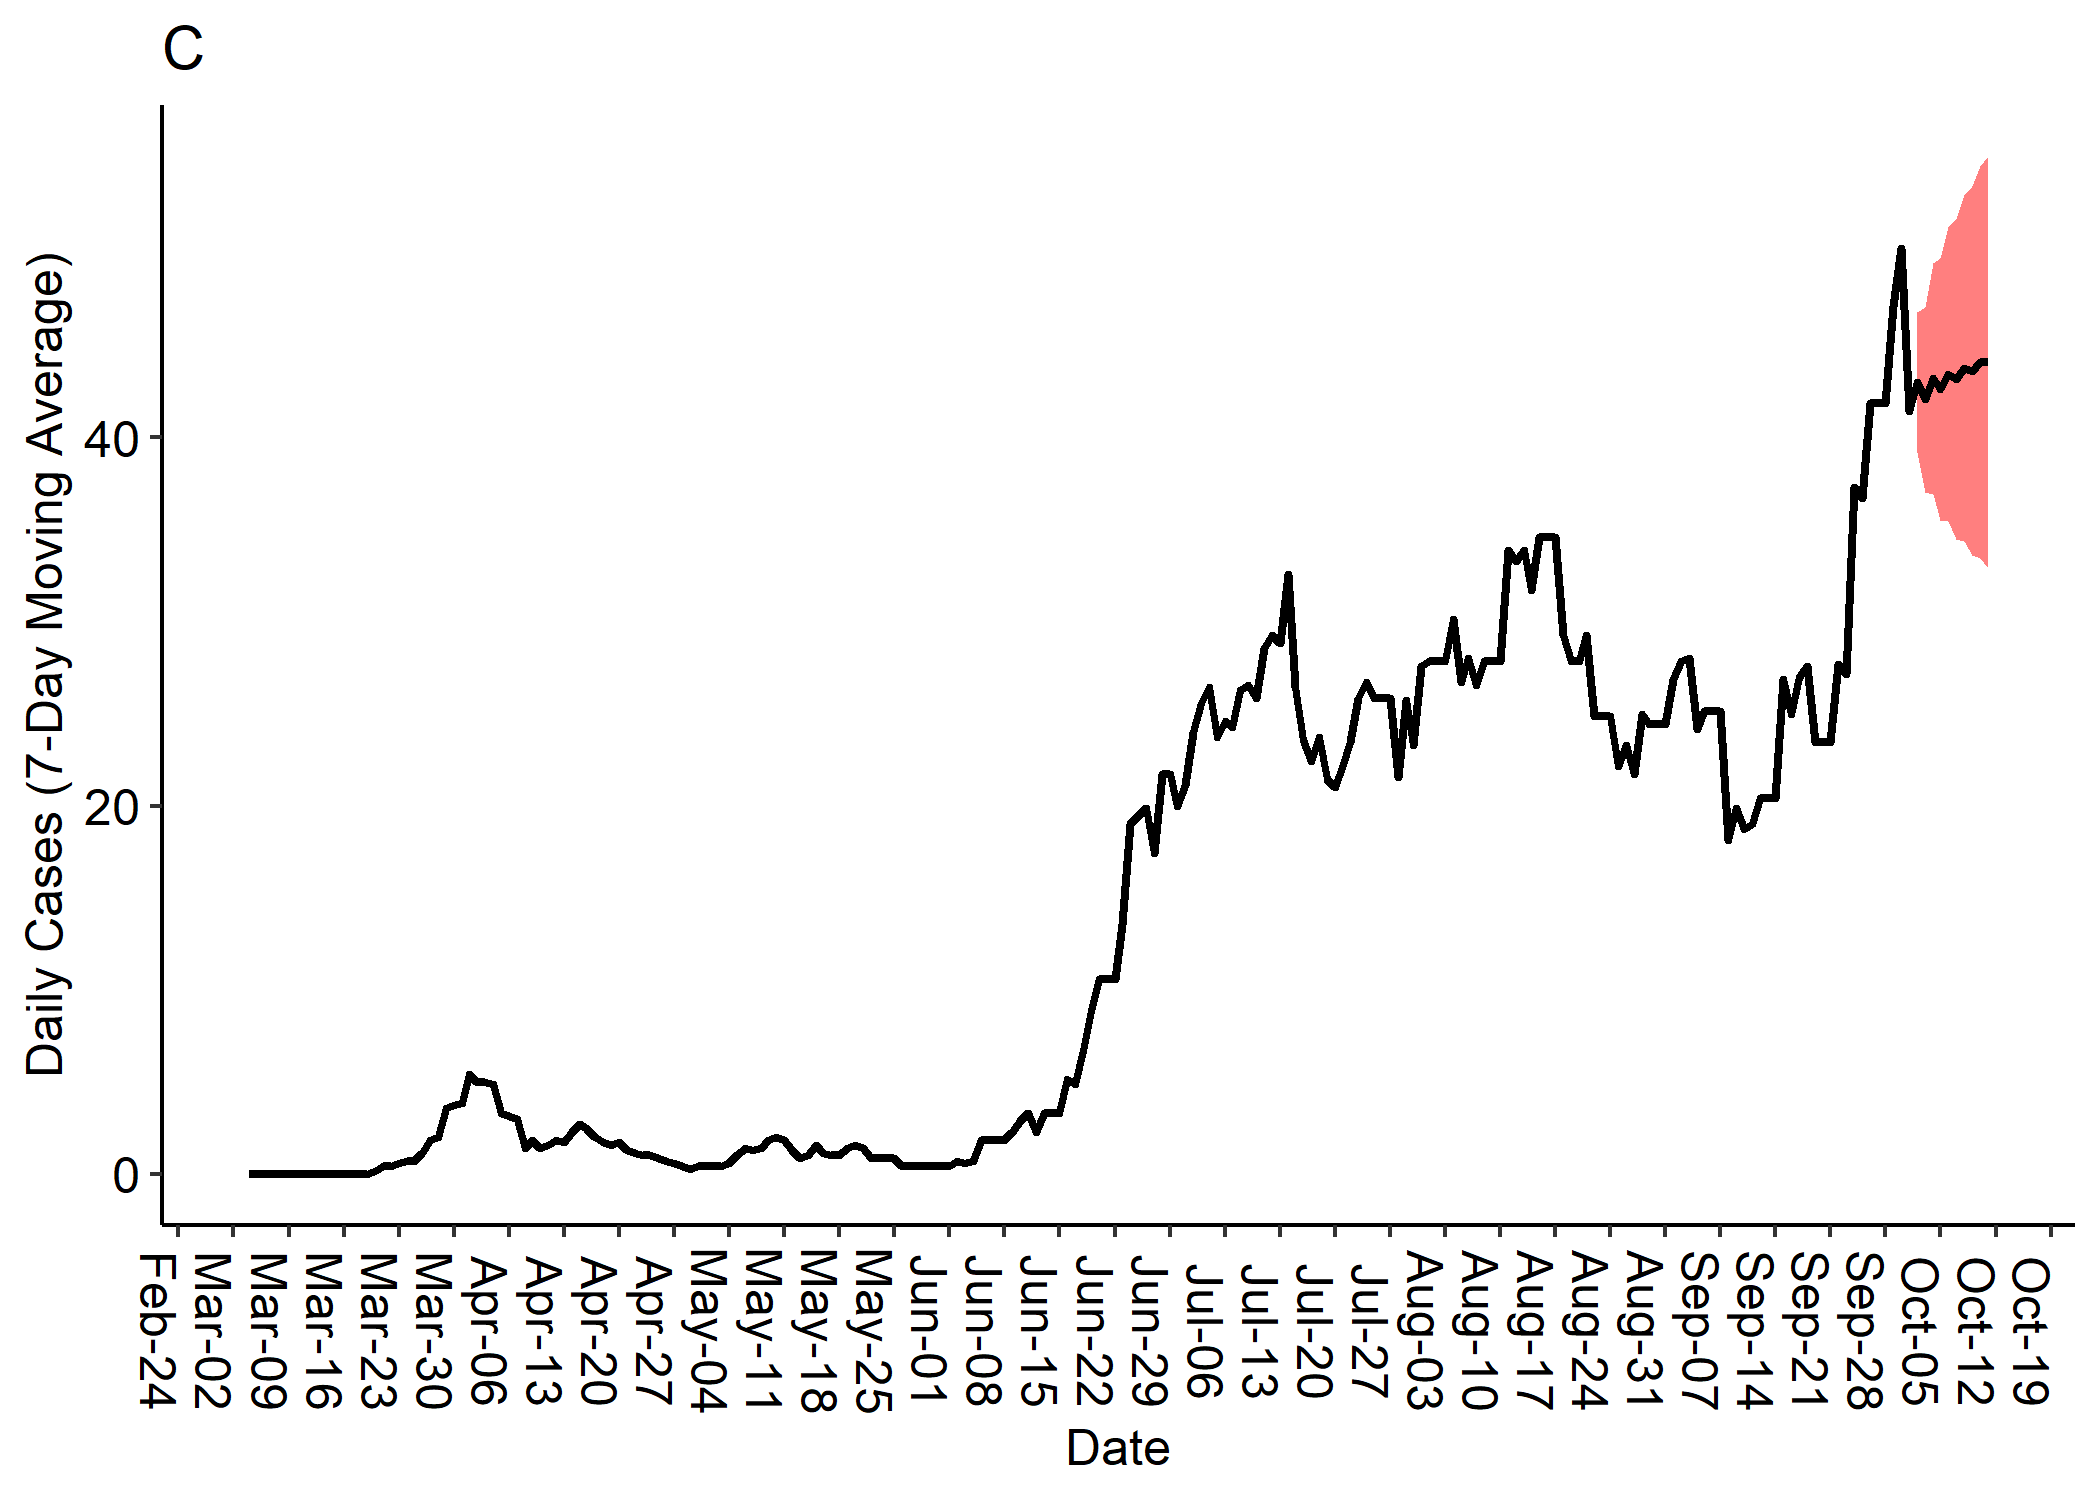 C
Daily Cases (7-Day Moving Average)
40
20
0
Feb-24
Mar-02
Mar-09
Mar-16
Mar-23
Mar-30
Apr-06
Apr-13
Apr-20
Apr-27
May-04
May-11
May-18
May-25
Jun-01
Jun-08
Jun-15
Jun-22
Jun-29
Jul-06
Jul-13
Jul-20
Jul-27
Aug-03
Aug-10
Aug-17
Aug-24
Aug-31
Sep-07
Sep-14
Sep-21
Sep-28
Oct-05
Oct-12
Oct-19
Date